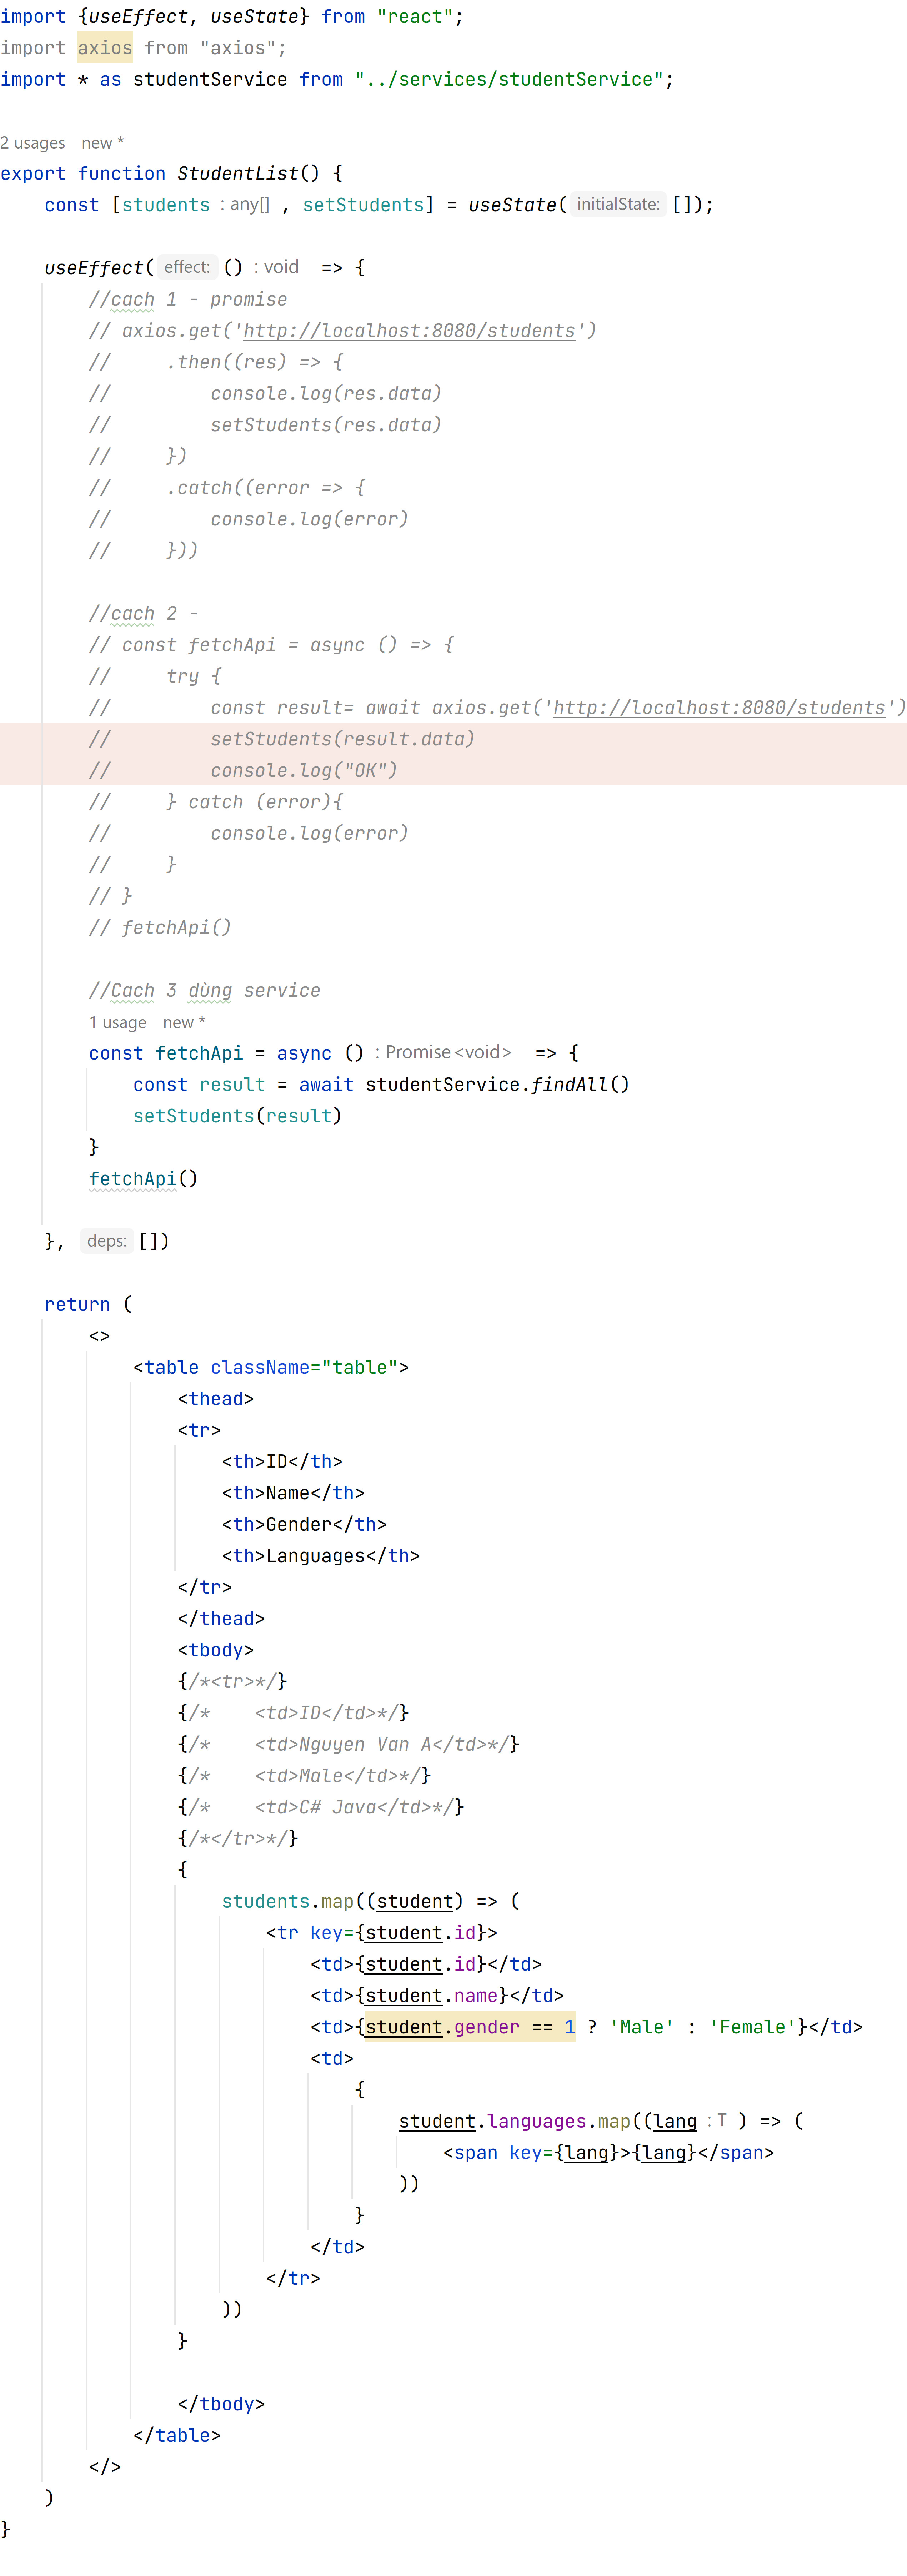 import {useEffect, useState} from "react";
import axios from "axios";
import * as studentService from "../services/studentService";
2 usages new *
export function StudentList() {
const [students : any[] , setStudents] = useState( initialState: []);
useEffect( effect: () : void => {
//cach 1 - promise
// axios.get('http://localhost:8080/students')
// .then((res) => {
// console.log(res.data)
// setStudents(res.data)
// })
// .catch((error => {
// console.log(error)
// }))
//cach 2 -
// const fetchApi = async () => {
// try {
// const result= await axios.get('http://localhost:8080/students')
// setStudents(result.data)
// console.log("OK")
// } catch (error){
// console.log(error)
// }
// }
// fetchApi()
//Cach 3 dùng service
1 usage new *
const fetchApi = async () : Promise<void> => {
const result = await studentService.findAll()
setStudents(result)
}
fetchApi()
}, deps: [])
return (
<>
<table className="table">
<thead>
<tr>
<th>ID</th>
<th>Name</th>
<th>Gender</th>
<th>Languages</th>
</tr>
</thead>
<tbody>
{/*<tr>*/}
{/* <td>ID</td>*/}
{/* <td>Nguyen Van A</td>*/}
{/* <td>Male</td>*/}
{/* <td>C# Java</td>*/}
{/*</tr>*/}
{
students.map((student) => (
<tr key={student.id}>
<td>{student.id}</td>
<td>{student.name}</td>
<td>{student.gender == 1 ? 'Male' : 'Female'}</td>
<td>
{
student.languages.map((lang : T ) => (
<span key={lang}>{lang}</span>
))
}
</td>
</tr>
))
}
</tbody>
</table>
</>
)
}